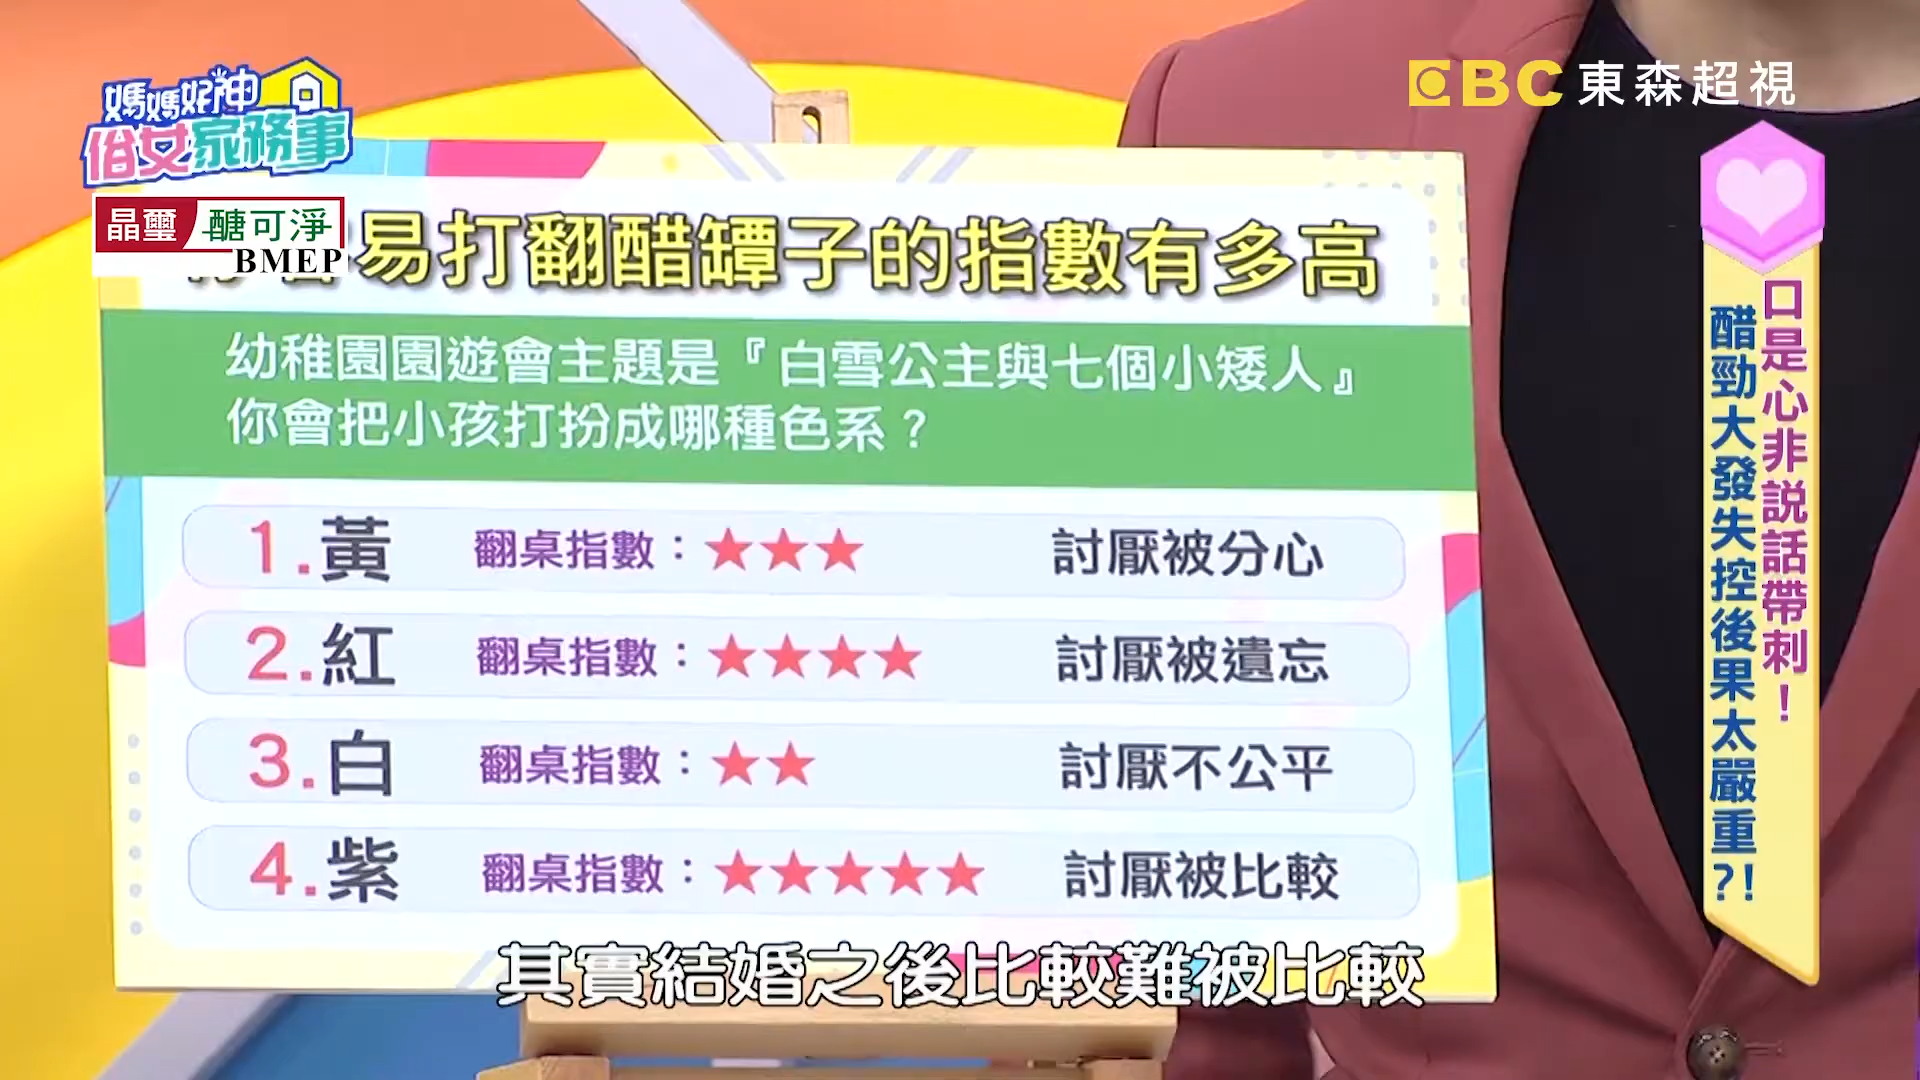 媽媽好神
俗女家務事
EBC 東森超視
晶璽 醣可淨
BMEP
易打翻醋罈子的指數有多高
幼稚園園遊會主題是『白雪公主與七個小矮人』
你會把小孩打扮成哪種色系？
1.黃 翻桌指數：★★★ 討厭被分心
2.紅 翻桌指數：★★★★ 討厭被遺忘
3.白 翻桌指數：★★ 討厭不公平
4.紫 翻桌指數：★★★★★ 討厭被比較
口是心非說話帶刺！
醋勁大發失控後果太嚴重?!
其實結婚之後比較難被比較